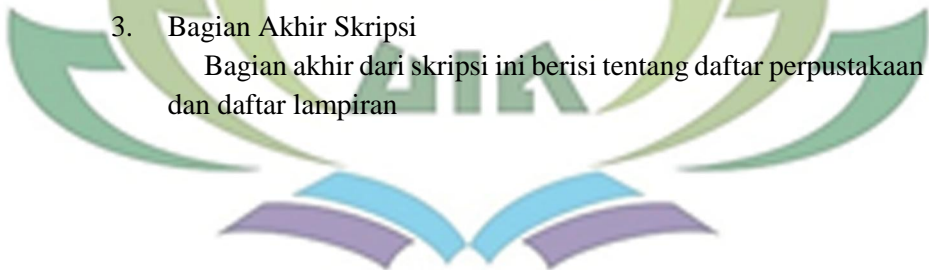 3. Bagian Akhir Skripsi
Bagian akhir dari skripsi ini berisi tentang daftar perpustakaan
dan daftar lampiran